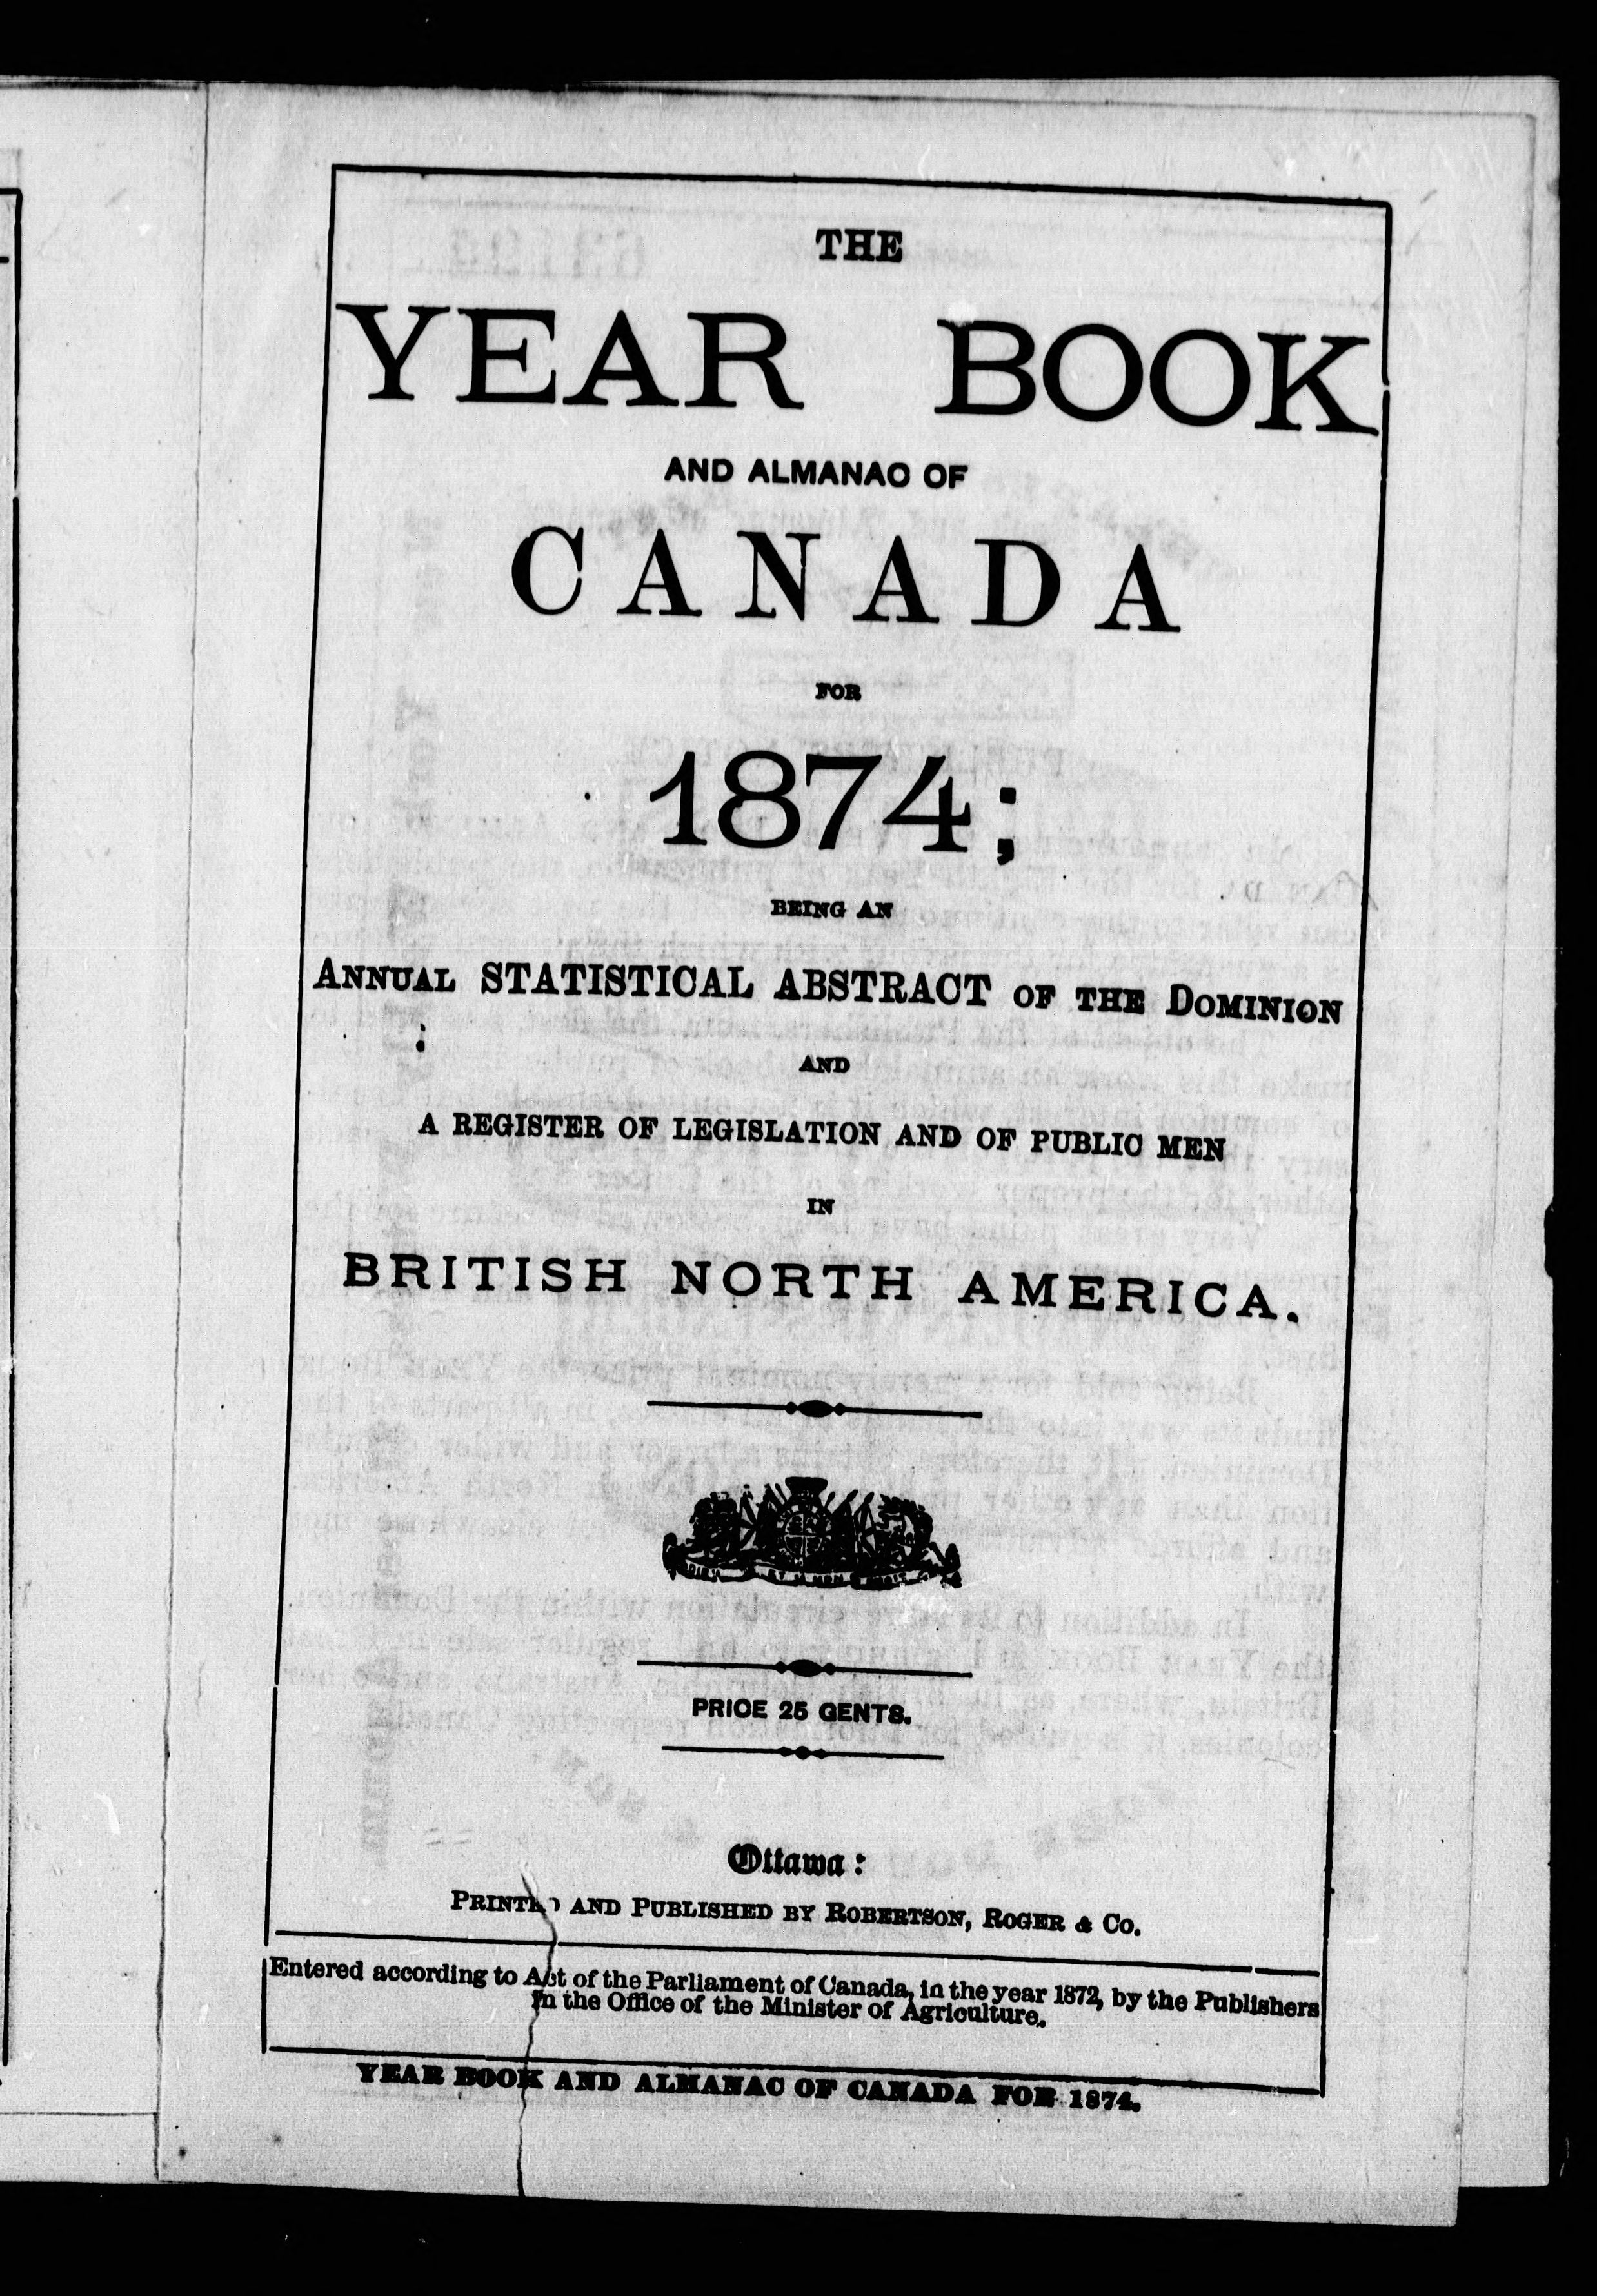 THE
YEAR BOOK
AND ALMANAC OF
CANADA
FOR
1874;
BEING AN
ANNUAL STATISTICAL ABSTRACT OF THE DOMINION
AND
A REGISTER OF LEGISLATION AND OF PUBLIC MEN
IN
BRITISH NORTH AMERICA.
PRICE 25 CENTS.
Ottawa:
PRINTED AND PUBLISHED BY ROBERTSON, ROGER & CO.
Entered according to Act of the Parliament of Canada, in the year 1872, by the Publishers
in the Office of the Minister of Agriculture.
YEAR BOOK AND ALMANAC OF CANADA FOR 1874.